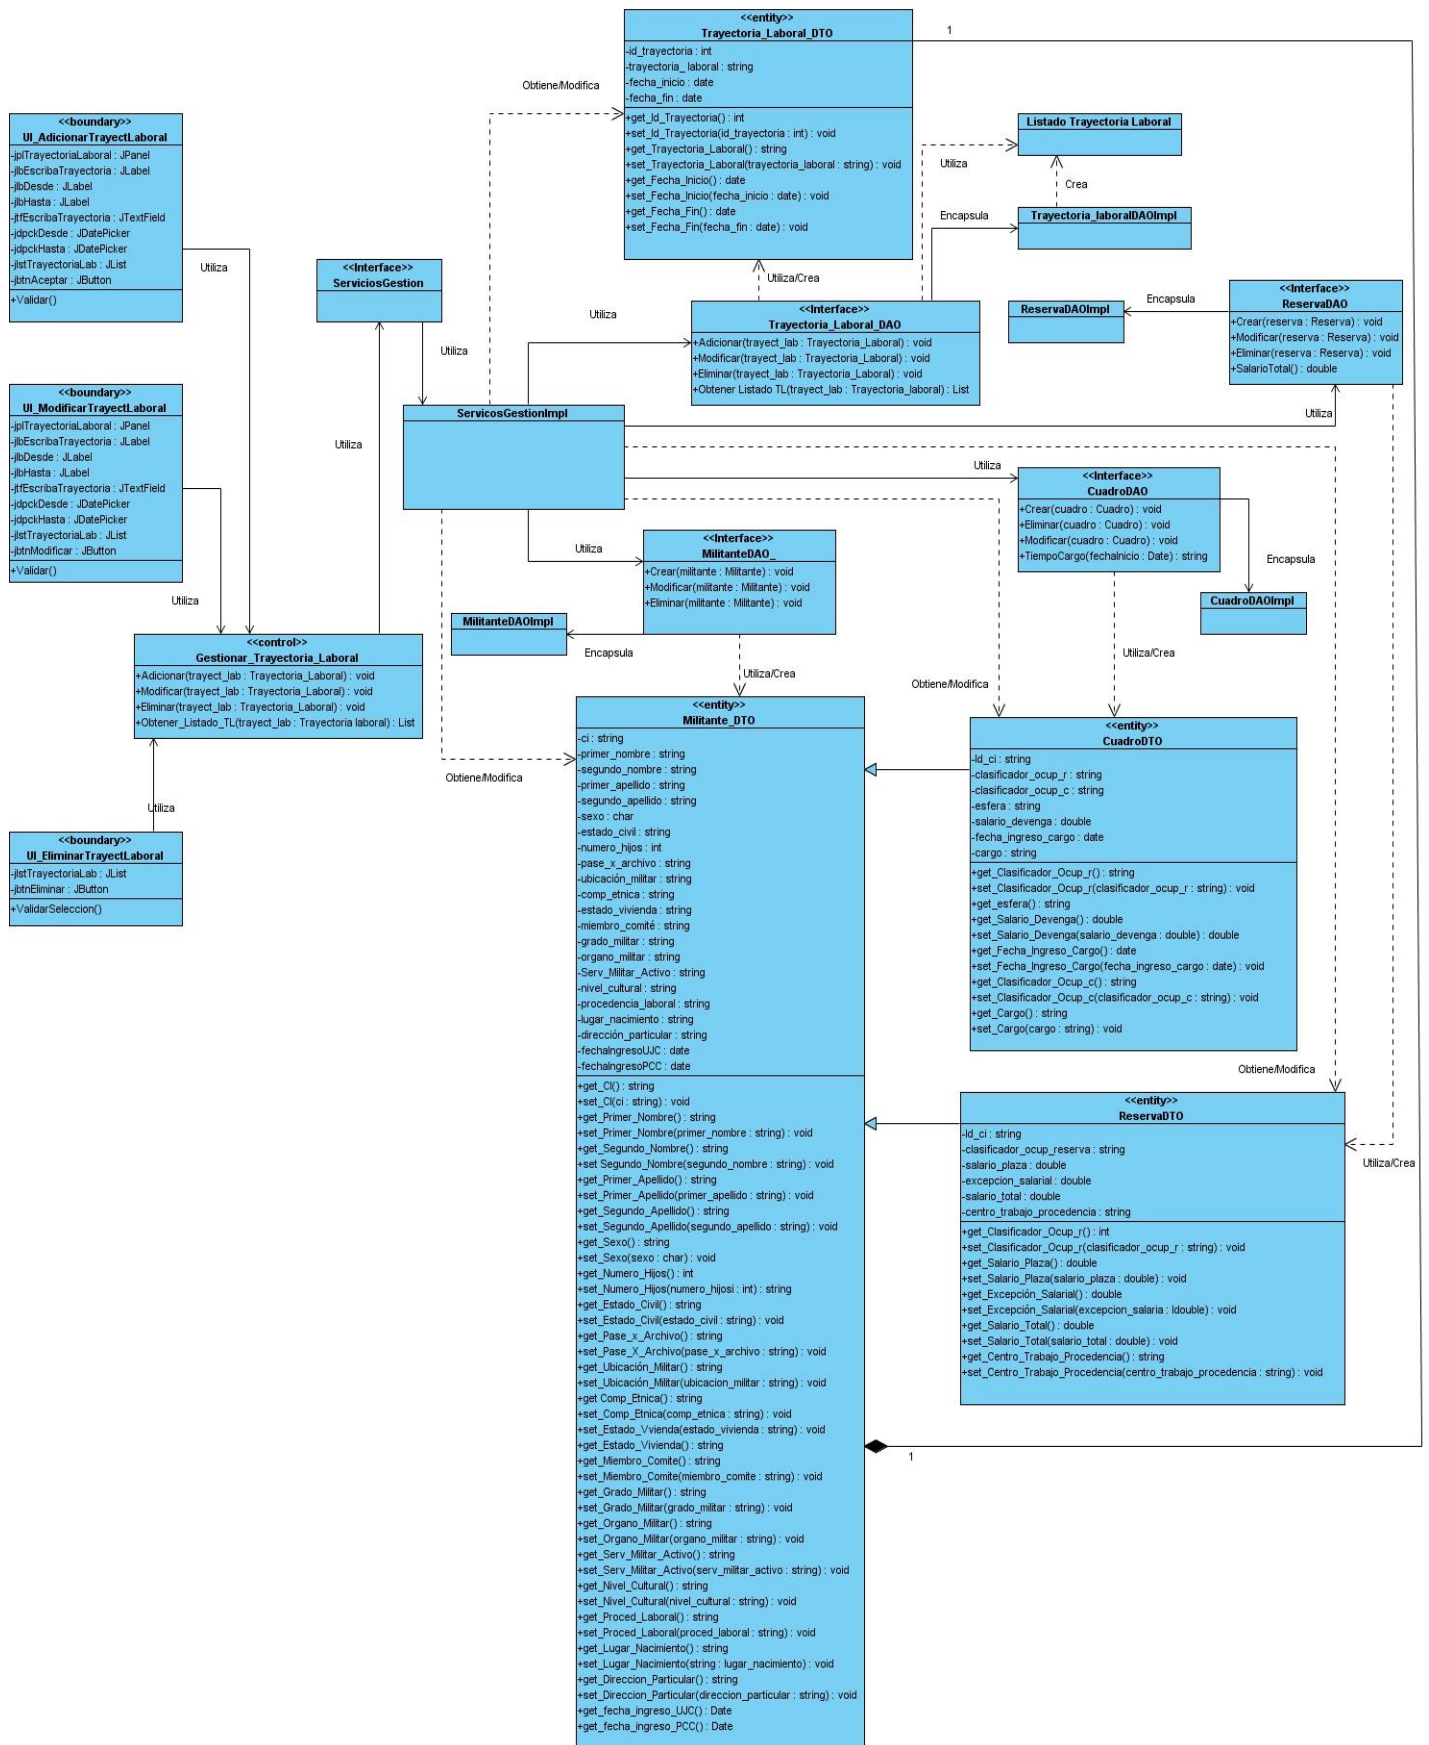 <<entity>>
Trayectoria_Laboral_DTO
-id_trayectoria : int
-trayectoria_ laboral : string
-fecha_inicio : date
-fecha_fin : date
+get_Id_Trayectoria() : int
+set_Id_Trayectoria(id_trayectoria : int) : void
+get_Trayectoria_Laboral() : string
+set_Trayectoria_Laboral(trayectoria_laboral : string) : void
+get_Fecha_Inicio() : date
+set_Fecha_Inicio(fecha_inicio : date) : void
+get_Fecha_Fin() : date
+set_Fecha_Fin(fecha_fin : date) : void
1
Obtiene/Modifica
<<boundary>>
UI_AdicionarTrayectLaboral
-jplTrayectoriaLaboral : JPanel
-jlbEscribaTrayectoria : JLabel
-jlbDesde : JLabel
-jlbHasta : JLabel
-jtfEscribaTrayectoria : JTextField
-jdpckDesde : JDatePicker
-jdpckHasta : JDatePicker
-jlstTrayectoriaLab : JList
-jbtnAceptar : JButton
+Validar()
Utiliza
Listado Trayectoria Laboral
Utiliza
Crea
Trayectoria_laboralDAOImpl
Encapsula
<<Interface>>
ServiciosGestion
Utiliza/Crea
Utiliza
<<Interface>>
Trayectoria_Laboral_DAO
+Adicionar(trayect_lab : Trayectoria_Laboral) : void
+Modificar(trayect_lab : Trayectoria_Laboral) : void
+Eliminar(trayect_lab : Trayectoria_Laboral) : void
+Obtener Listado TL(trayect_lab : Trayectoria_laboral) : List
ReservaDAOImpl
Encapsula
<<Interface>>
ReservaDAO
+Crear(reserva : Reserva) : void
+Modificar(reserva : Reserva) : void
+Eliminar(reserva : Reserva) : void
+SalarioTotal() : double
Utiliza
Utiliza
<<boundary>>
UI_ModificarTrayectLaboral
-jplTrayectoriaLaboral : JPanel
-jlbEscribaTrayectoria : JLabel
-jlbDesde : JLabel
-jlbHasta : JLabel
-jtfEscribaTrayectoria : JTextField
-jdpckDesde : JDatePicker
-jdpckHasta : JDatePicker
-jlstTrayectoriaLab : JList
-jbtnModificar : JButton
+Validar()
Utiliza
Utiliza
ServicosGestionImpl
Utiliza
<<Interface>>
CuadroDAO
+Crear(cuadro : Cuadro) : void
+Eliminar(cuadro : Cuadro) : void
+Modificar(cuadro : Cuadro) : void
+TiempoCargo(fechaInicio : Date) : string
Encapsula
CuadroDAOImpl
Utiliza
<<Interface>>
MilitanteDAO_
+Crear(militante : Militante) : void
+Modificar(militante : Militante) : void
+Eliminar(militante : Militante) : void
MilitanteDAOImpl
Encapsula
Utiliza/Crea
Utiliza/Crea
Obtiene/Modifica
<<control>>
Gestionar_Trayectoria_Laboral
+Adicionar(trayect_lab : Trayectoria_Laboral) : void
+Modificar(trayect_lab : Trayectoria_Laboral) : void
+Eliminar(trayect_lab : Trayectoria_Laboral) : void
+Obtener_Listado_TL(trayect_lab : Trayectoria laboral) : List
Utiliza
Obtiene/Modifica
<<boundary>>
UI_EliminarTrayectLaboral
-jlstTrayectoriaLab : JList
-jbtnEliminar : JButton
+ValidarSeleccion()
<<entity>>
Militante_DTO
-ci : string
-primer_nombre : string
-segundo_nombre : string
-primer_apellido : string
-segundo_apellido : string
-sexo : char
-estado_civil : string
-numero_hijos : int
-pase_x_archivo : string
-ubicación_militar : string
-comp_etnica : string
-estado_vivienda : string
-miembro_comité : string
-grado_militar : string
-organo_militar : string
-Serv_Militar_Activo : string
-nivel_cultural : string
-procedencia_laboral : string
-lugar_nacimiento : string
-dirección_particular : string
-fechaIngresoUJC : date
-fechaIngresoPCC : date
+get_CI() : string
+set_CI(ci : string) : void
+get_Primer_Nombre() : string
+set_Primer_Nombre(primer_nombre : string) : void
+get_Segundo_Nombre() : string
+set Segundo_Nombre(segundo_nombre : string) : void
+get_Primer_Apellido() : string
+set_Primer_Apellido(primer_apellido : string) : void
+get_Segundo_Apellido() : string
+set_Segundo_Apellido(segundo_apellido : string) : void
+get_Sexo() : string
+set_Sexo(sexo : char) : void
+get_Numero_Hijos() : int
+set_Numero_Hijos(numero_hijosi : int) : string
+get_Estado_Civil() : string
+set_Estado_Civil(estado_civil : string) : void
+get_Pase_x_Archivo() : string
+set_Pase_X_Archivo(pase_x_archivo : string) : void
+get_Ubicación_Militar() : string
+set_Ubicación_Militar(ubicacion_militar : string) : void
+get Comp_Etnica() : string
+set_Comp_Etnica(comp_etnica : string) : void
+set_Estado_Vvienda(estado_vivienda : string) : void
+get_Estado_Vivienda() : string
+get_Miembro_Comite() : string
+set_Miembro_Comite(miembro_comite : string) : void
+get_Grado_Militar() : string
+set_Grado_Militar(grado_militar : string) : void
+get_Organo_Militar() : string
+set_Organo_Militar(organo_militar : string) : void
+get_Serv_Militar_Activo() : string
+set_Serv_Militar_Activo(serv_militar_activo : string) : void
+get_Nivel_Cultural() : string
+set_Nivel_Cultural(nivel_cultural : string) : void
+get_Proced_Laboral() : string
+set_Proced_Laboral(proced_laboral : string) : void
+get_Lugar_Nacimiento() : string
+set_Lugar_Nacimiento(string : lugar_nacimiento) : void
+get_Direccion_Particular() : string
+set_Direccion_Particular(direccion_particular : string) : void
+get_fecha_ingreso_UJC() : Date
+get_fecha_ingreso_PCC() : Date
<<entity>>
CuadroDTO
-Id_ci : string
-clasificador_ocup_r : string
-clasificador_ocup_c : string
-esfera : string
-salario_devenga : double
-fecha_ingreso_cargo : date
-cargo : string
+get_Clasificador_Ocup_r() : string
+set_Clasificador_Ocup_r(clasificador_ocup_r : string) : void
+get_esfera() : string
+get_Salario_Devenga() : double
+set_Salario_Devenga(salario_devenga : double) : double
+get_Fecha_Ingreso_Cargo() : date
+set_Fecha_Ingreso_Cargo(fecha_ingreso_cargo : date) : void
+get_Clasificador_Ocup_c() : string
+set_Clasificador_Ocup_c(clasificador_ocup_c : string) : void
+get_Cargo() : string
+set_Cargo(cargo : string) : void
Obtiene/Modifica
<<entity>>
ReservaDTO
-Id_ci : string
-clasificador_ocup_reserva : string
-salario_plaza : double
-excepcion_salarial : double
-salario_total : double
-centro_trabajo_procedencia : string
+get_Clasificador_Ocup_r() : int
+set_Clasificador_Ocup_r(clasificador_ocup_r : string) : void
+get_Salario_Plaza() : double
+set_Salario_Plaza(salario_plaza : double) : void
+get_Excepción_Salarial() : double
+set_Excepción_Salarial(excepcion_salaria : ldouble) : void
+get_Salario_Total() : double
+set_Salario_Total(salario_total : double) : void
+get_Centro_Trabajo_Procedencia() : string
+set_Centro_Trabajo_Procedencia(centro_trabajo_procedencia : string) : void
Utiliza/Crea
1